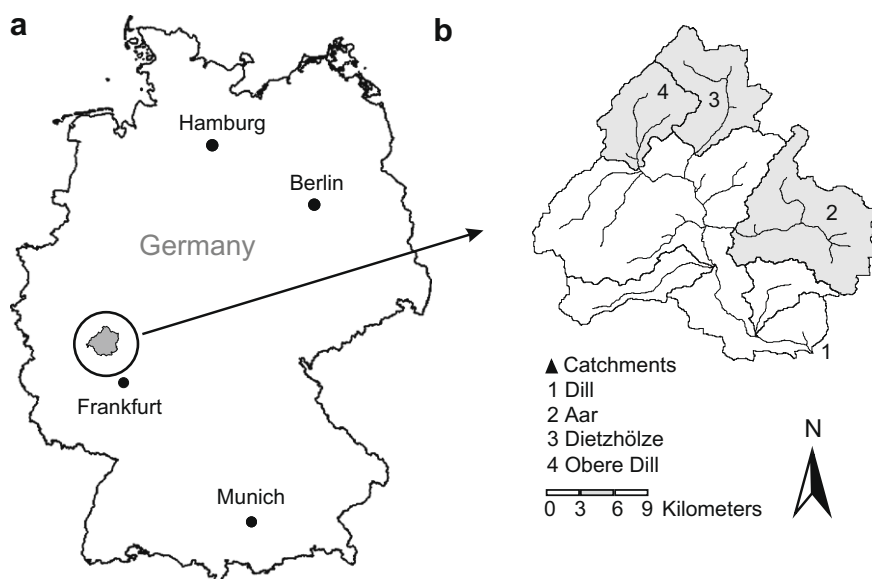 a
Hamburg
Berlin
Germany
Frankfurt
Munich
b
4
3
2
1
▲ Catchments
1 Dill
2 Aar
3 Dietzhölze
4 Obere Dill
0 3 6 9 Kilometers
N